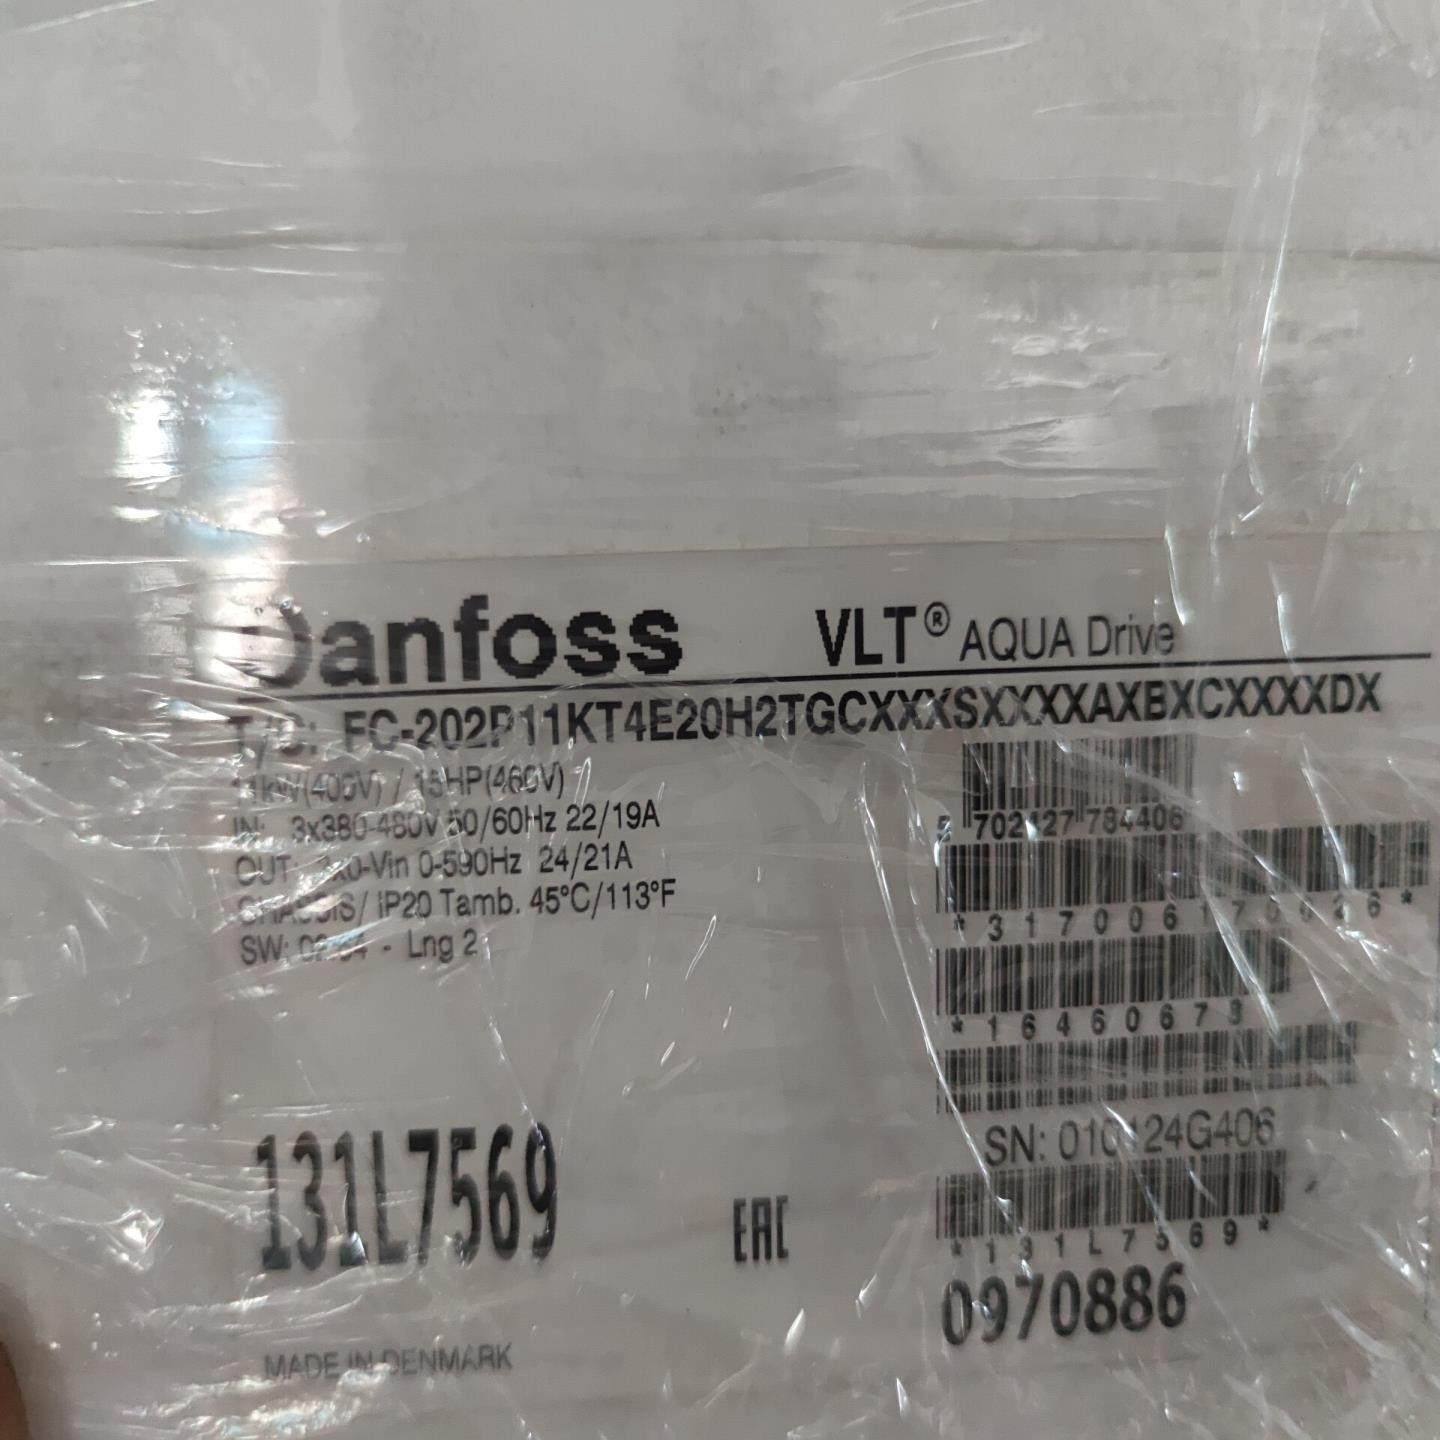 Danfoss VLT® AQUA Drive
T/C: FC-202P11KT4E20H2TGCXXXSXXXXAXBXCXXXXDX
11kW(400V) / 15HP(460V)
IN: 3x380-480V 50/60Hz 22/19A
OUT: 3x0-Vin 0-590Hz 24/21A
CHASSIS/ IP20 Tamb. 45°C/113°F
SW: - Lng 2
5 702427 784406
*317006170026*
*16460673
SN:
*131L7569*
131L7569
EAC
0970886
MADE IN DENMARK